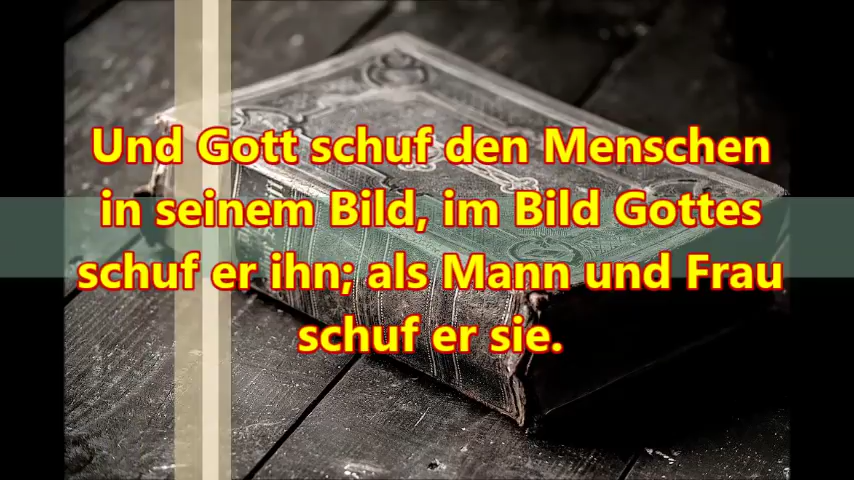 Und Gott schuf den Menschen
in seinem Bild, im Bild Gottes
schuf er ihn; als Mann und Frau
schuf er sie.